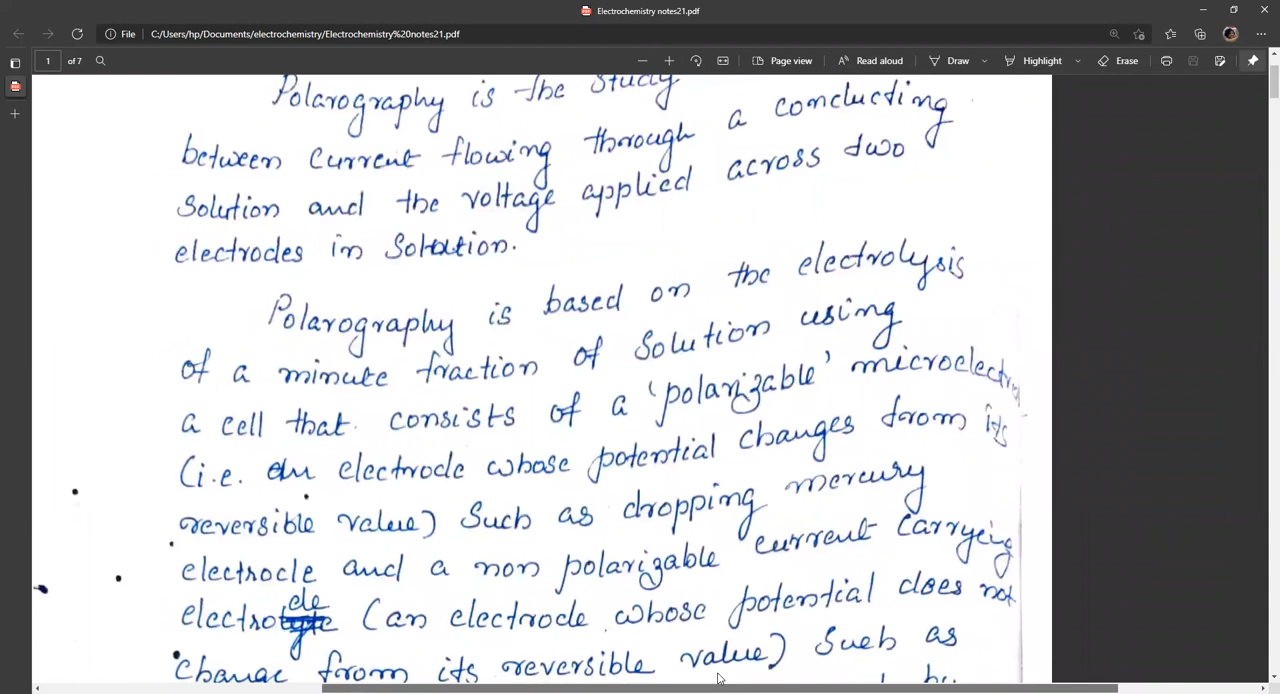 Electrochemistry notes21.pdf
File C:/Users/hp/Documents/electrochemistry/Electrochemistry%20notes21.pdf
1 of 7 Page view Read aloud Draw Highlight Erase
Polarography is the study
between current flowing through a conducting
solution and the voltage applied across two
electrodes in solution.
Polarography is based on the electrolysis
of a minute fraction of solution using
a cell that consists of a 'polarizable' microelectro
(i.e. an electrode whose potential changes from its
reversible value) such as dropping mercury
electrode and a non polarizable current carrying
electrode (an electrode whose potential does not
change from its reversible value) Such as